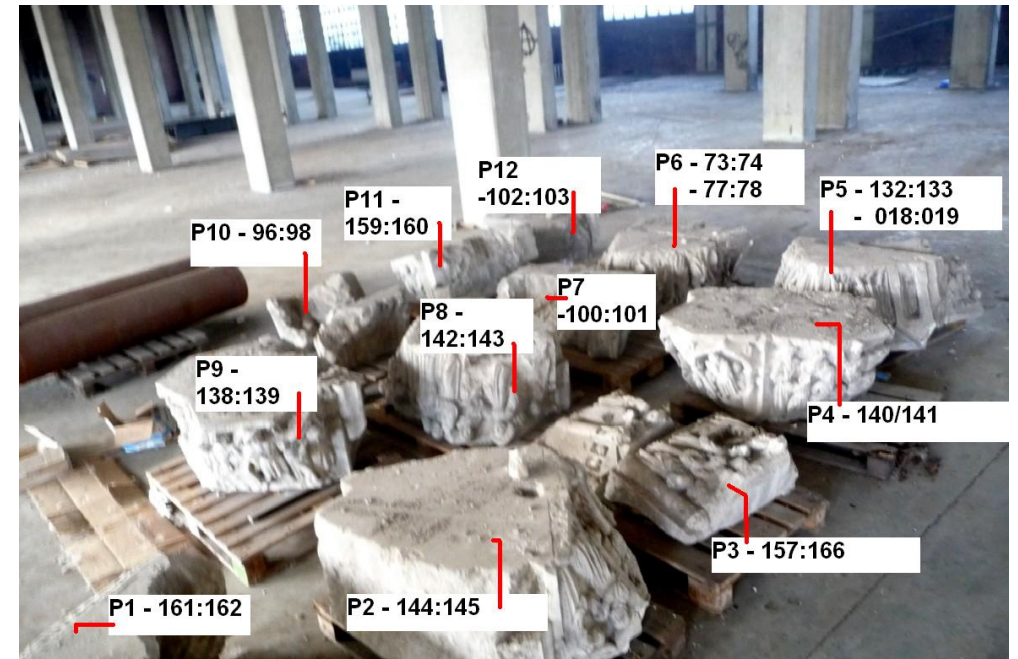 P12
-102:103
P6 - 73:74
- 77:78
P5 - 132:133
- 018:019
P11 -
159:160
P10 - 96:98
P7
-100:101
P8 -
142:143
P9 -
138:139
P4 - 140/141
P3 - 157:166
P2 - 144:145
P1 - 161:162